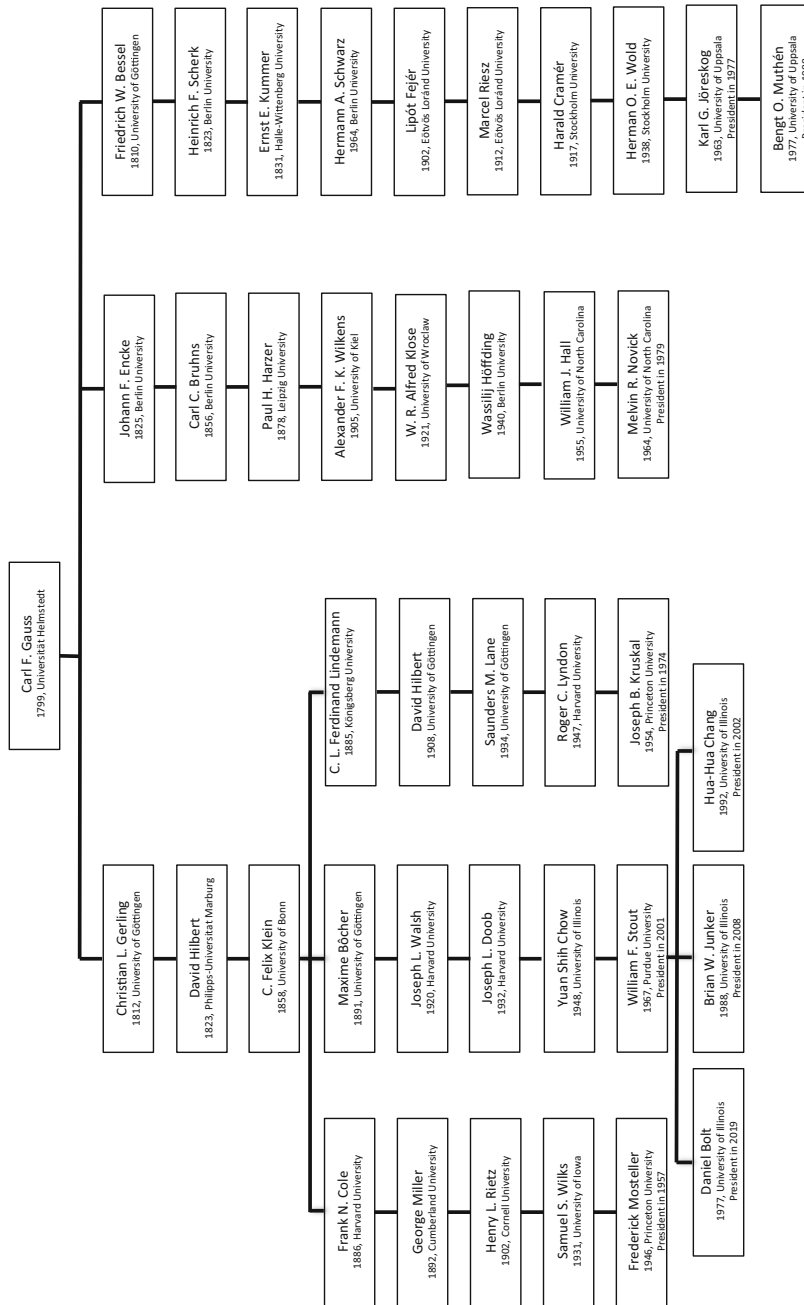 Carl F. Gauss
1799, Universität Helmstedt
Christian L. Gerling
1812, University of Göttingen
David Hilbert
1823, Philipps-Universitat Marburg
C. Felix Klein
1858, University of Bonn
Frank N. Cole
1886, Harvard University
George Miller
1892, Cumberland University
Henry L. Rietz
1902, Cornell University
Samuel S. Wilks
1931, University of Iowa
Frederick Mosteller
1946, Princeton University
President in 1957
Maxime Bôcher
1891, University of Göttingen
Joseph L. Walsh
1920, Harvard University
Joseph L. Doob
1932, Harvard University
Yuan Shih Chow
1948, University of Illinois
William F. Stout
1967, Purdue University
President in 2001
Daniel Bolt
1977, University of Illinois
President in 2019
Brian W. Junker
1988, University of Illinois
President in 2008
Hua-Hua Chang
1992, University of Illinois
President in 2002
C. L. Ferdinand Lindemann
1885, Königsberg University
David Hilbert
1908, University of Göttingen
Saunders M. Lane
1934, University of Göttingen
Roger C. Lyndon
1947, Harvard University
Joseph B. Kruskal
1954, Princeton University
President in 1974
Johann F. Encke
1825, Berlin University
Carl C. Bruhns
1856, Berlin University
Paul H. Harzer
1878, Leipzig University
Alexander F. K. Wilkens
1905, University of Kiel
W. R. Alfred Klose
1921, University of Wroclaw
Wassilij Höffding
1940, Berlin University
William J. Hall
1955, University of North Carolina
Melvin R. Novick
1964, University of North Carolina
President in 1979
Friedrich W. Bessel
1810, University of Göttingen
Heinrich F. Scherk
1823, Berlin University
Ernst E. Kummer
1831, Halle-Wittenberg University
Hermann A. Schwarz
1964, Berlin University
Lipót Fejér
1902, Eötvös Loránd University
Marcel Riesz
1912, Eötvös Loránd University
Harald Cramér
1917, Stockholm University
Herman O. E. Wold
1938, Stockholm University
Karl G. Jöreskog
1963, University of Uppsala
President in 1977
Bengt O. Muthén
1977, University of Uppsala